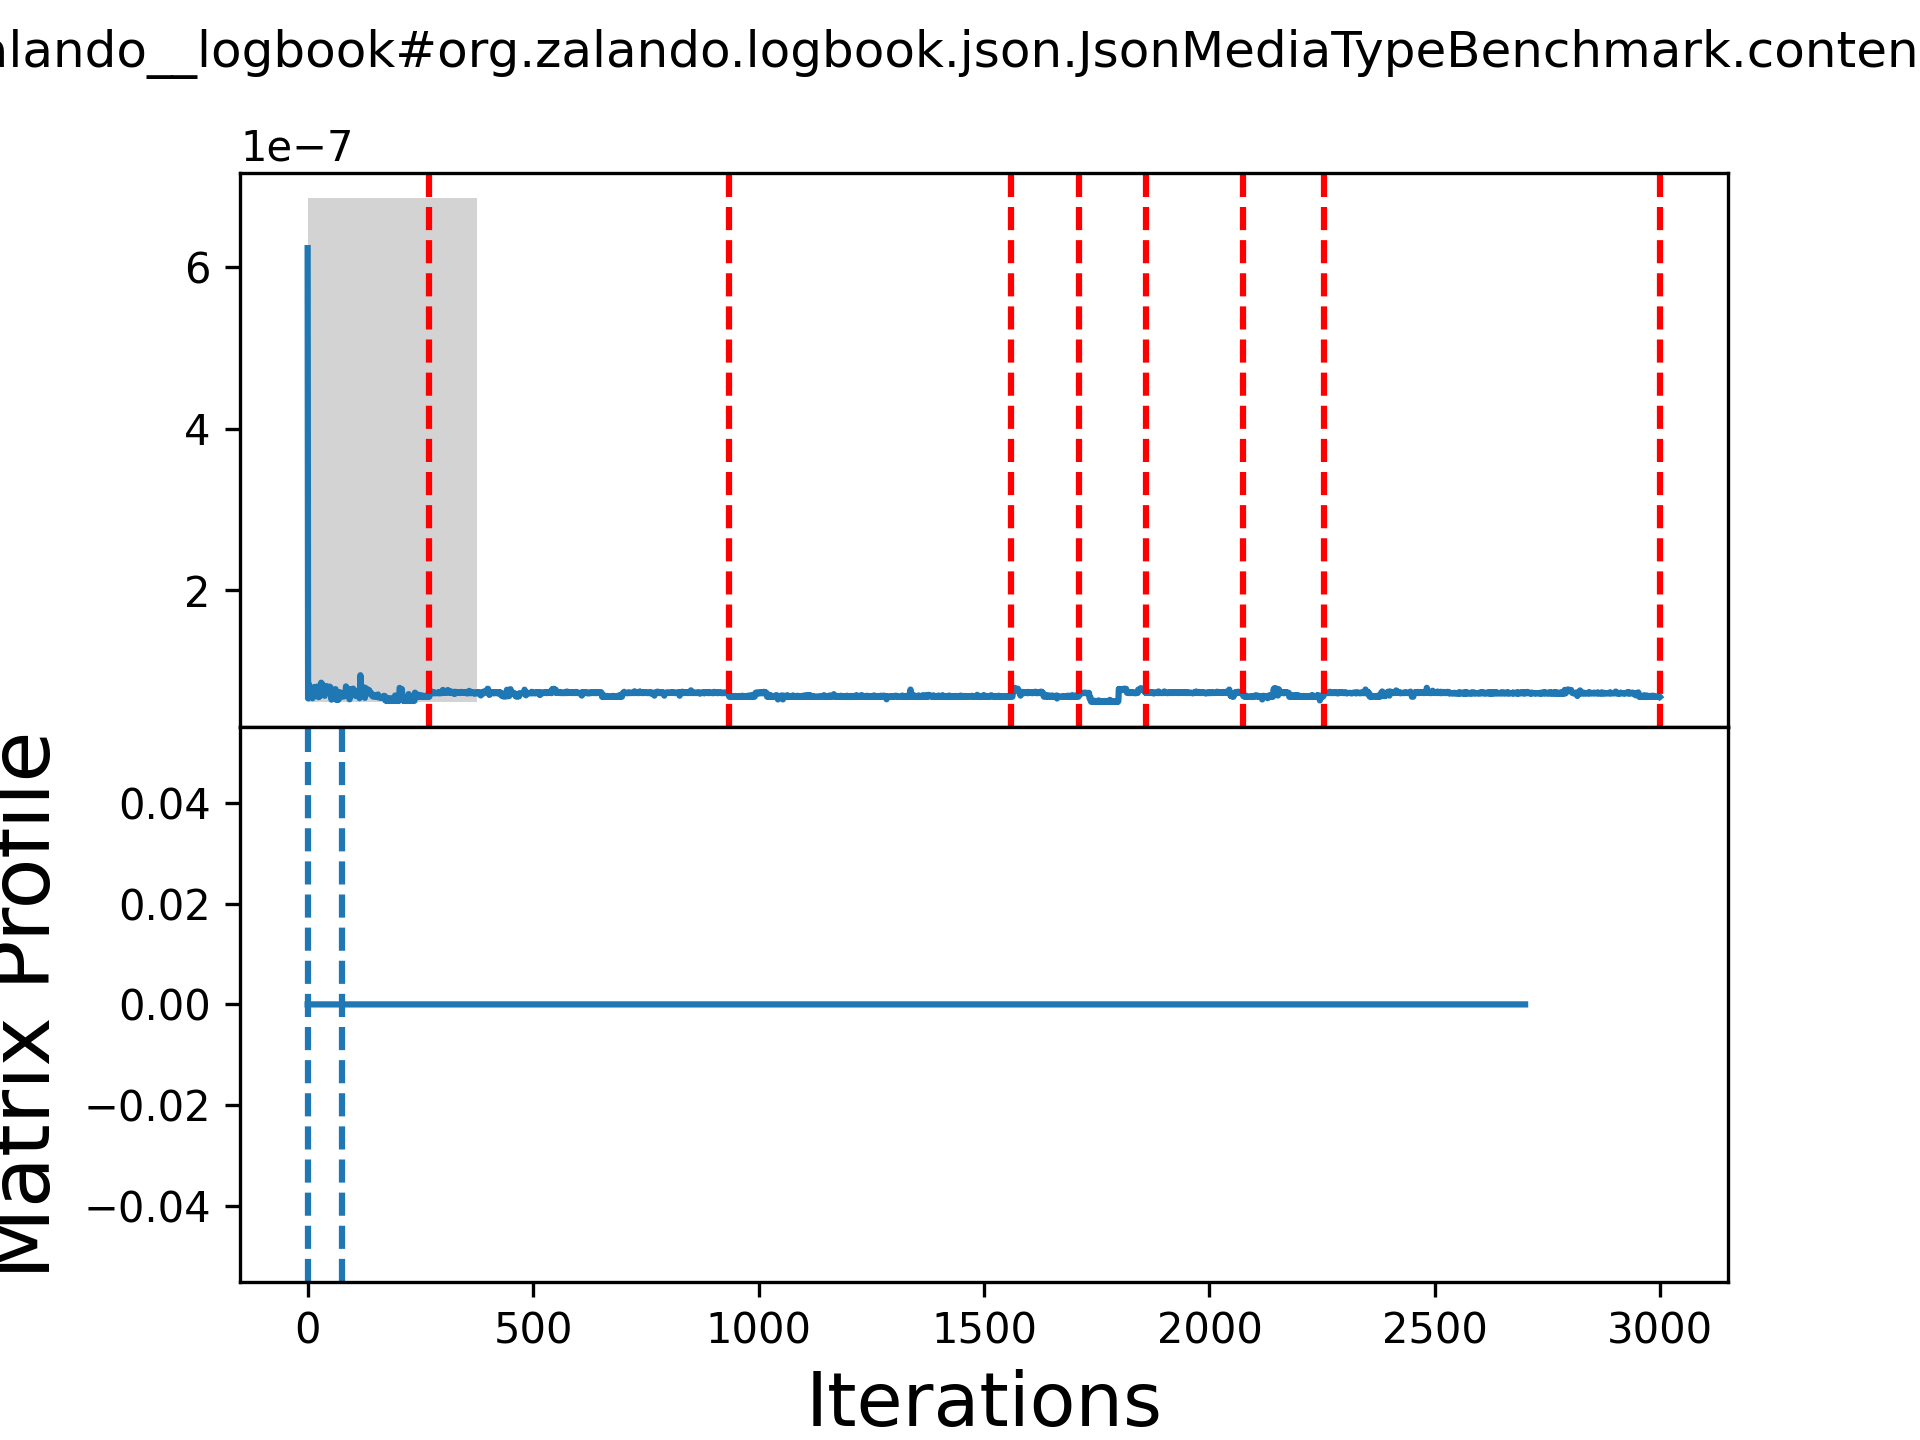 alando__logbook#org.zalando.logbook.json.JsonMediaTypeBenchmark.conten
1e−7
6
4
2
Matrix Profile
0.04
0.02
0.00
−0.02
−0.04
0 500 1000 1500 2000 2500 3000
Iterations